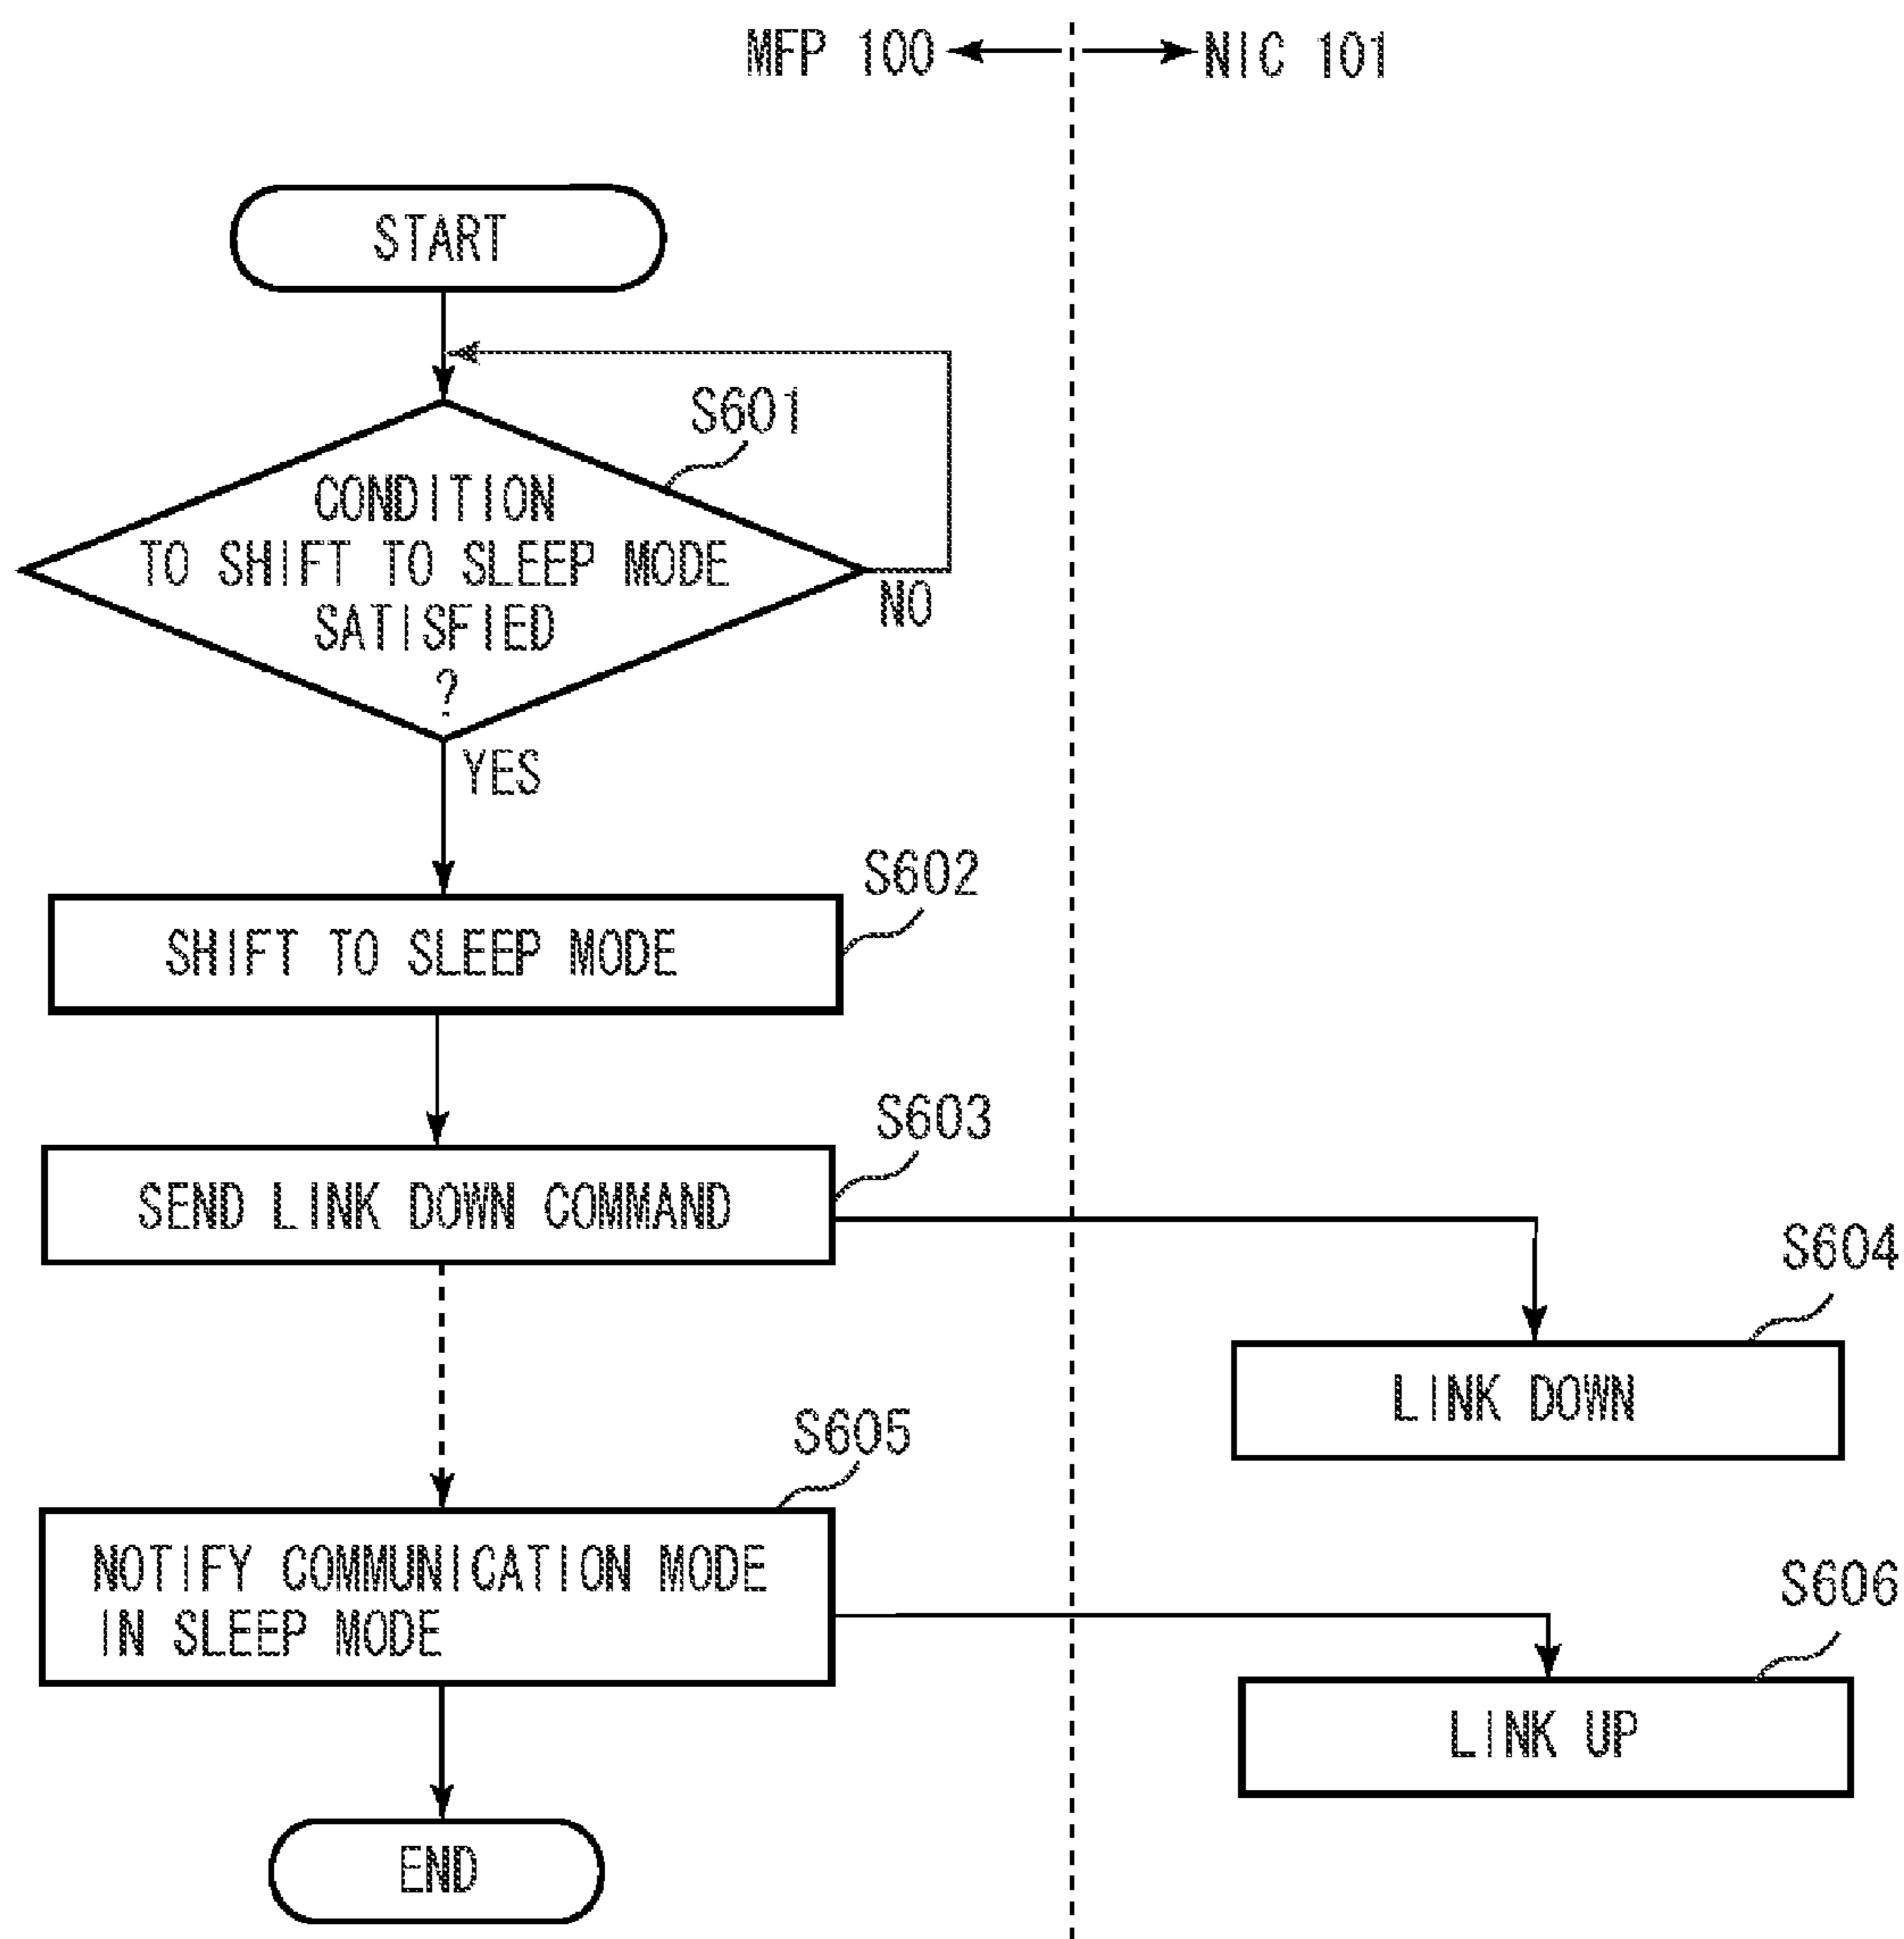 MFP 100
NIC 101
START
S601
CONDITION
TO SHIFT TO SLEEP MODE
SATISFIED
?
NO
YES
S602
SHIFT TO SLEEP MODE
S603
SEND LINK DOWN COMMAND
S604
LINK DOWN
S605
NOTIFY COMMUNICATION MODE
IN SLEEP MODE
S606
LINK UP
END